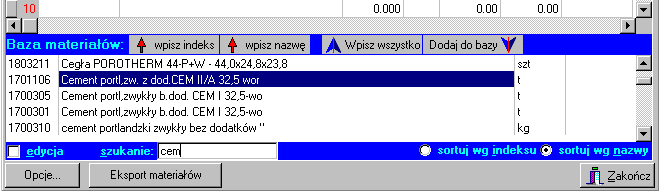 10 0.000 0.00 0.00
Baza materiałów: wpisz indeks wpisz nazwę Wpisz wszystko Dodaj do bazy
1803211 Cegła POROTHERM 44-P+W - 44,0x24,8x23,8 szt
1701106 Cement portl,zw. z dod.CEM II/A 32,5 wor t
1700305 Cement portl,zwykły b.dod. CEM I 32,5-wo t
1700301 Cement portl,zwykły b.dod. CEM I 32,5-wo t
1700310 cement portlandzki zwykły bez dodatków " kg
edycja szukanie: cem sortuj wg indeksu sortuj wg nazwy
Opcje... Eksport materiałów Zakończ